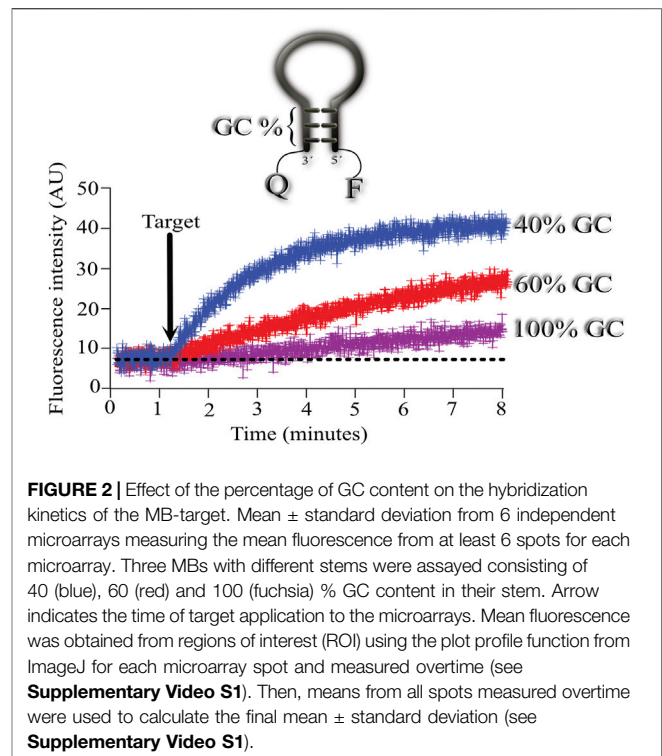 GC %
3´ 5´
Q F
Fluorescence intensity (AU)
50
40
30
20
10
0
Target
40% GC
60% GC
100% GC
0 1 2 3 4 5 6 7 8
Time (minutes)
FIGURE 2 | Effect of the percentage of GC content on the hybridization
kinetics of the MB-target. Mean ± standard deviation from 6 independent
microarrays measuring the mean fluorescence from at least 6 spots for each
microarray. Three MBs with different stems were assayed consisting of
40 (blue), 60 (red) and 100 (fuchsia) % GC content in their stem. Arrow
indicates the time of target application to the microarrays. Mean fluorescence
was obtained from regions of interest (ROI) using the plot profile function from
ImageJ for each microarray spot and measured overtime (see
Supplementary Video S1). Then, means from all spots measured overtime
were used to calculate the final mean ± standard deviation (see
Supplementary Video S1).